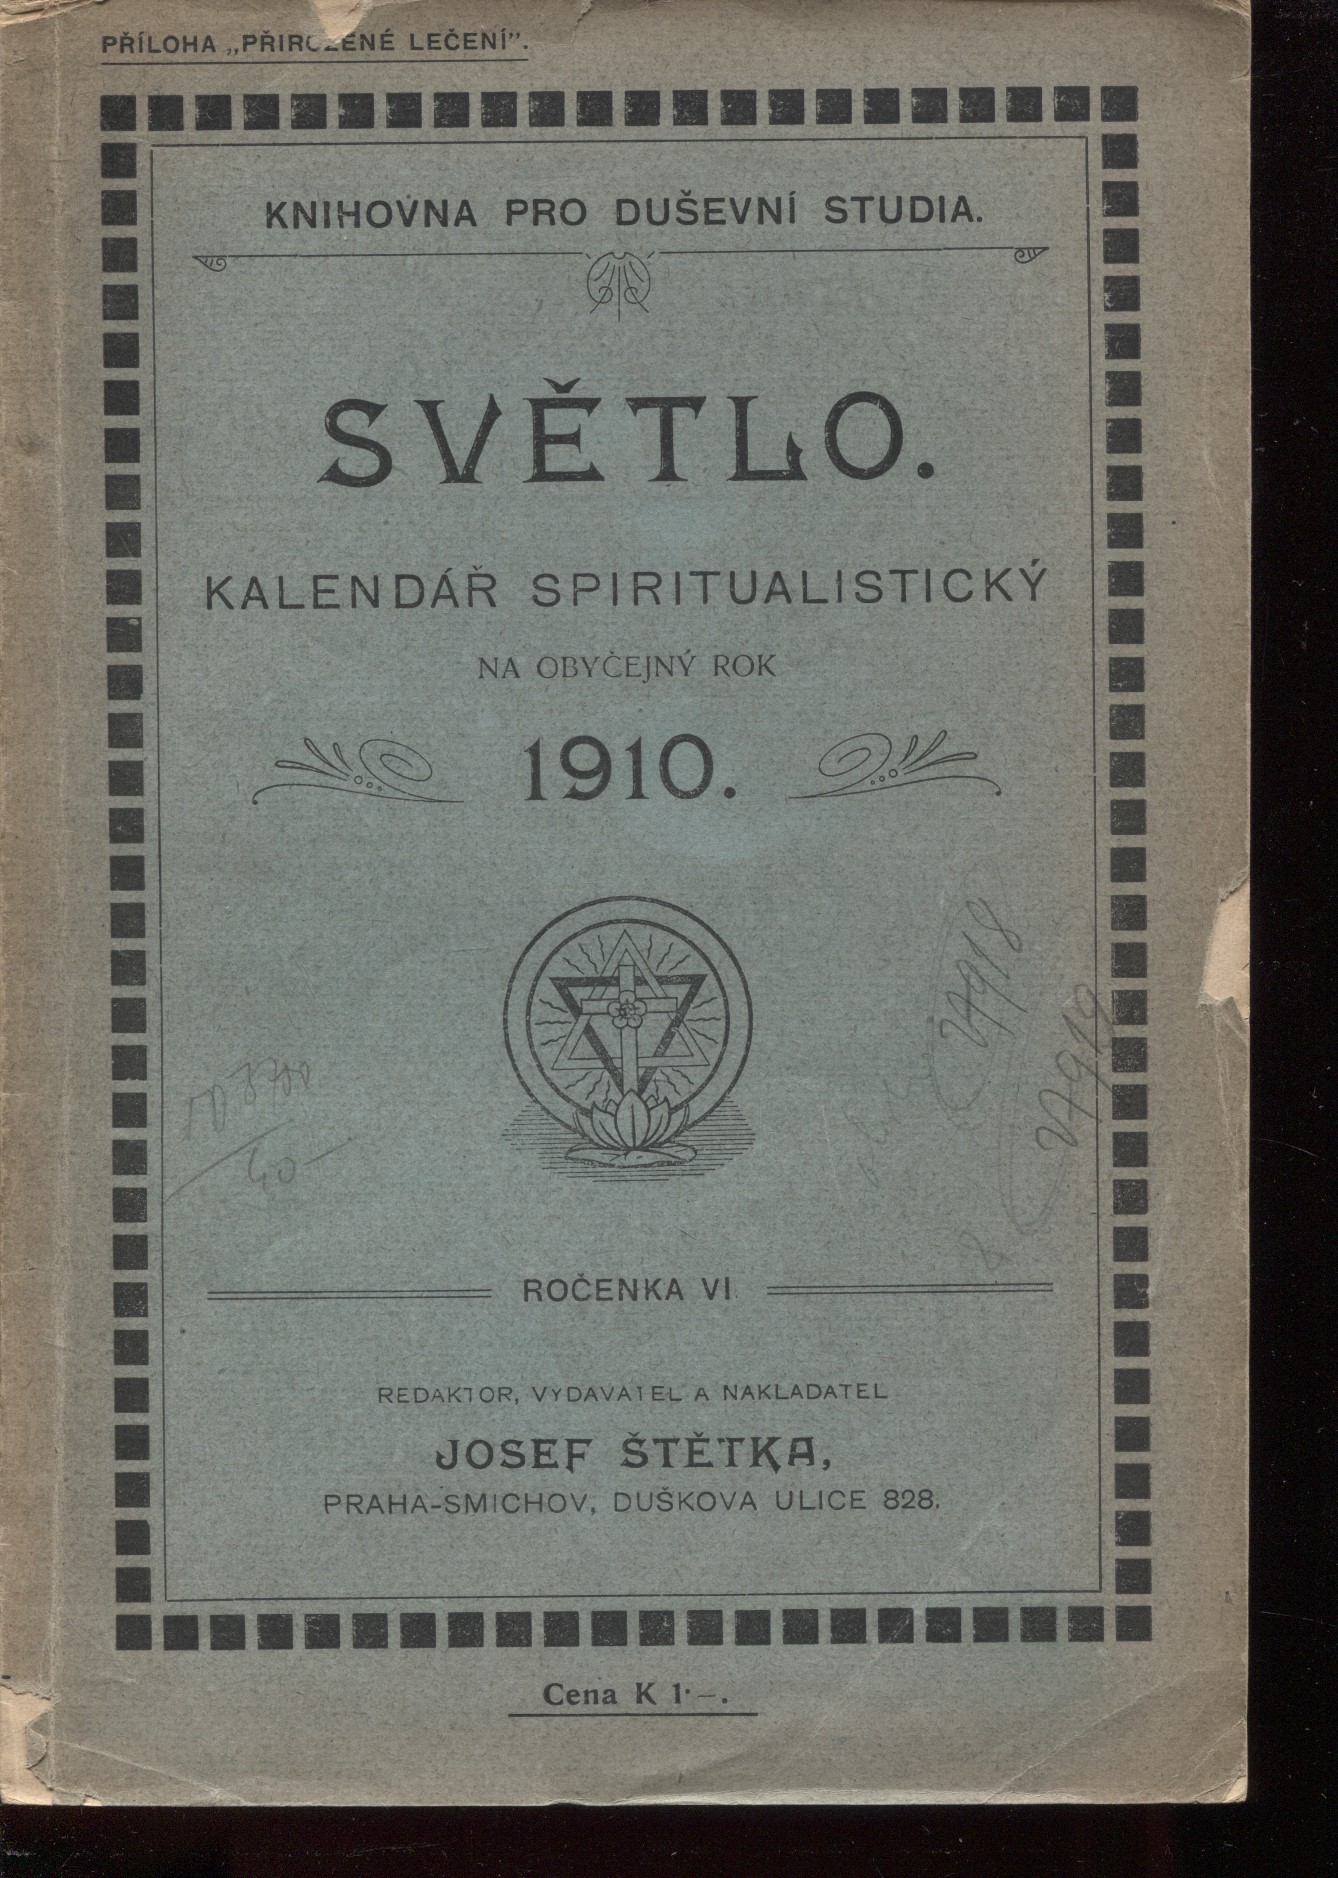 PŘÍLOHA „PŘIROZENÉ LEČENÍ”.
KNIHOVNA PRO DUŠEVNÍ STUDIA.
SVĚTLO.
KALENDÁŘ SPIRITUALISTICKÝ
NA OBYČEJNÝ ROK
1910.
ROČENKA VI.
REDAKTOR, VYDAVATEL A NAKLADATEL
JOSEF ŠTĚTKA,
PRAHA-SMICHOV, DUŠKOVA ULICE 828.
Cena K 1·–.